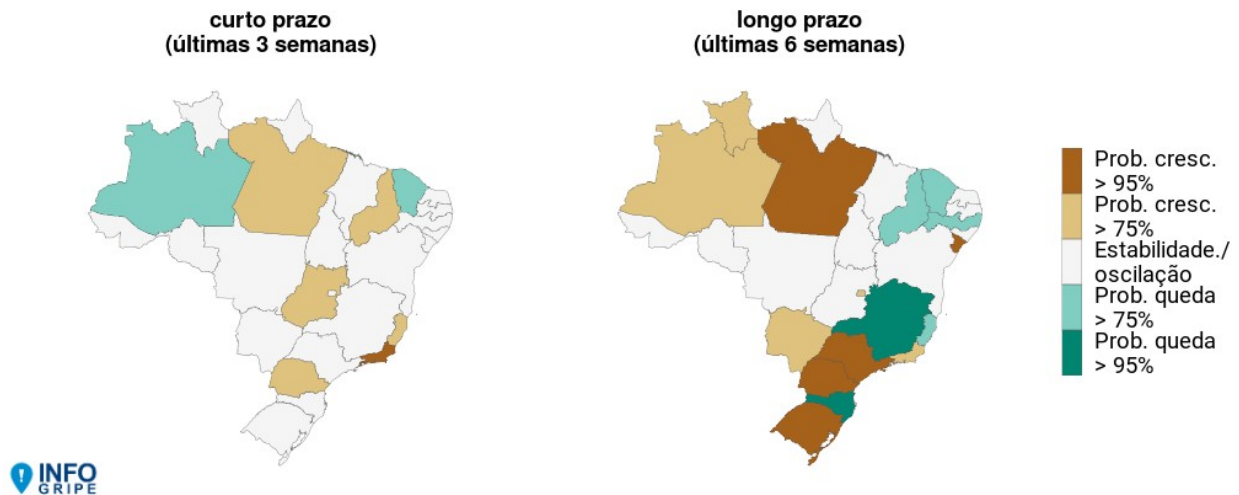 curto prazo
(últimas 3 semanas)
longo prazo
(últimas 6 semanas)
Prob. cresc.
> 95%
Prob. cresc.
> 75%
Estabilidade./
oscilação
Prob. queda
> 75%
Prob. queda
> 95%
INFO
GRIPE